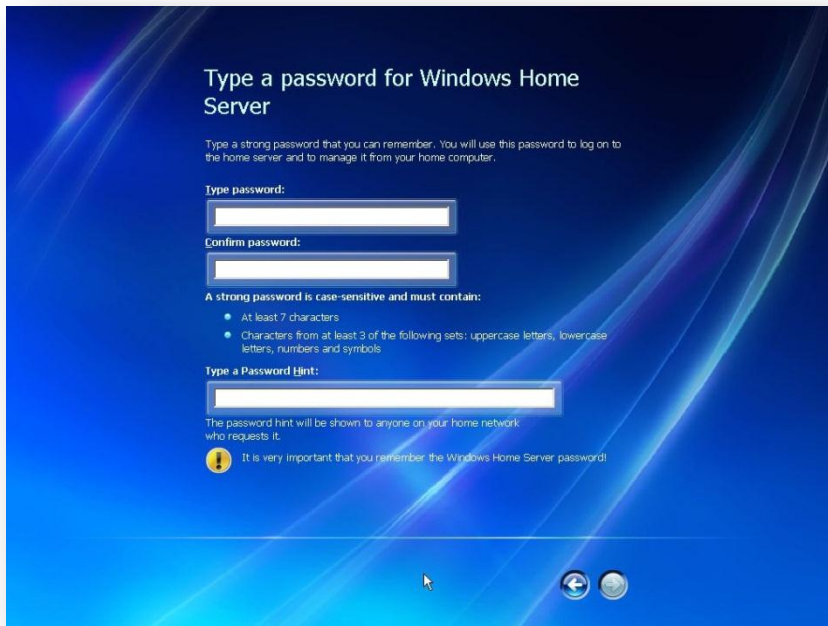 Type a password for Windows Home
Server
Type a strong password that you can remember. You will use this password to log on to
the home server and to manage it from your home computer.
Type password:
Confirm password:
A strong password is case-sensitive and must contain:
At least 7 characters
Characters from at least 3 of the following sets: uppercase letters, lowercase
letters, numbers and symbols
Type a Password Hint:
The password hint will be shown to anyone on your home network
who requests it.
It is very important that you remember the Windows Home Server password!